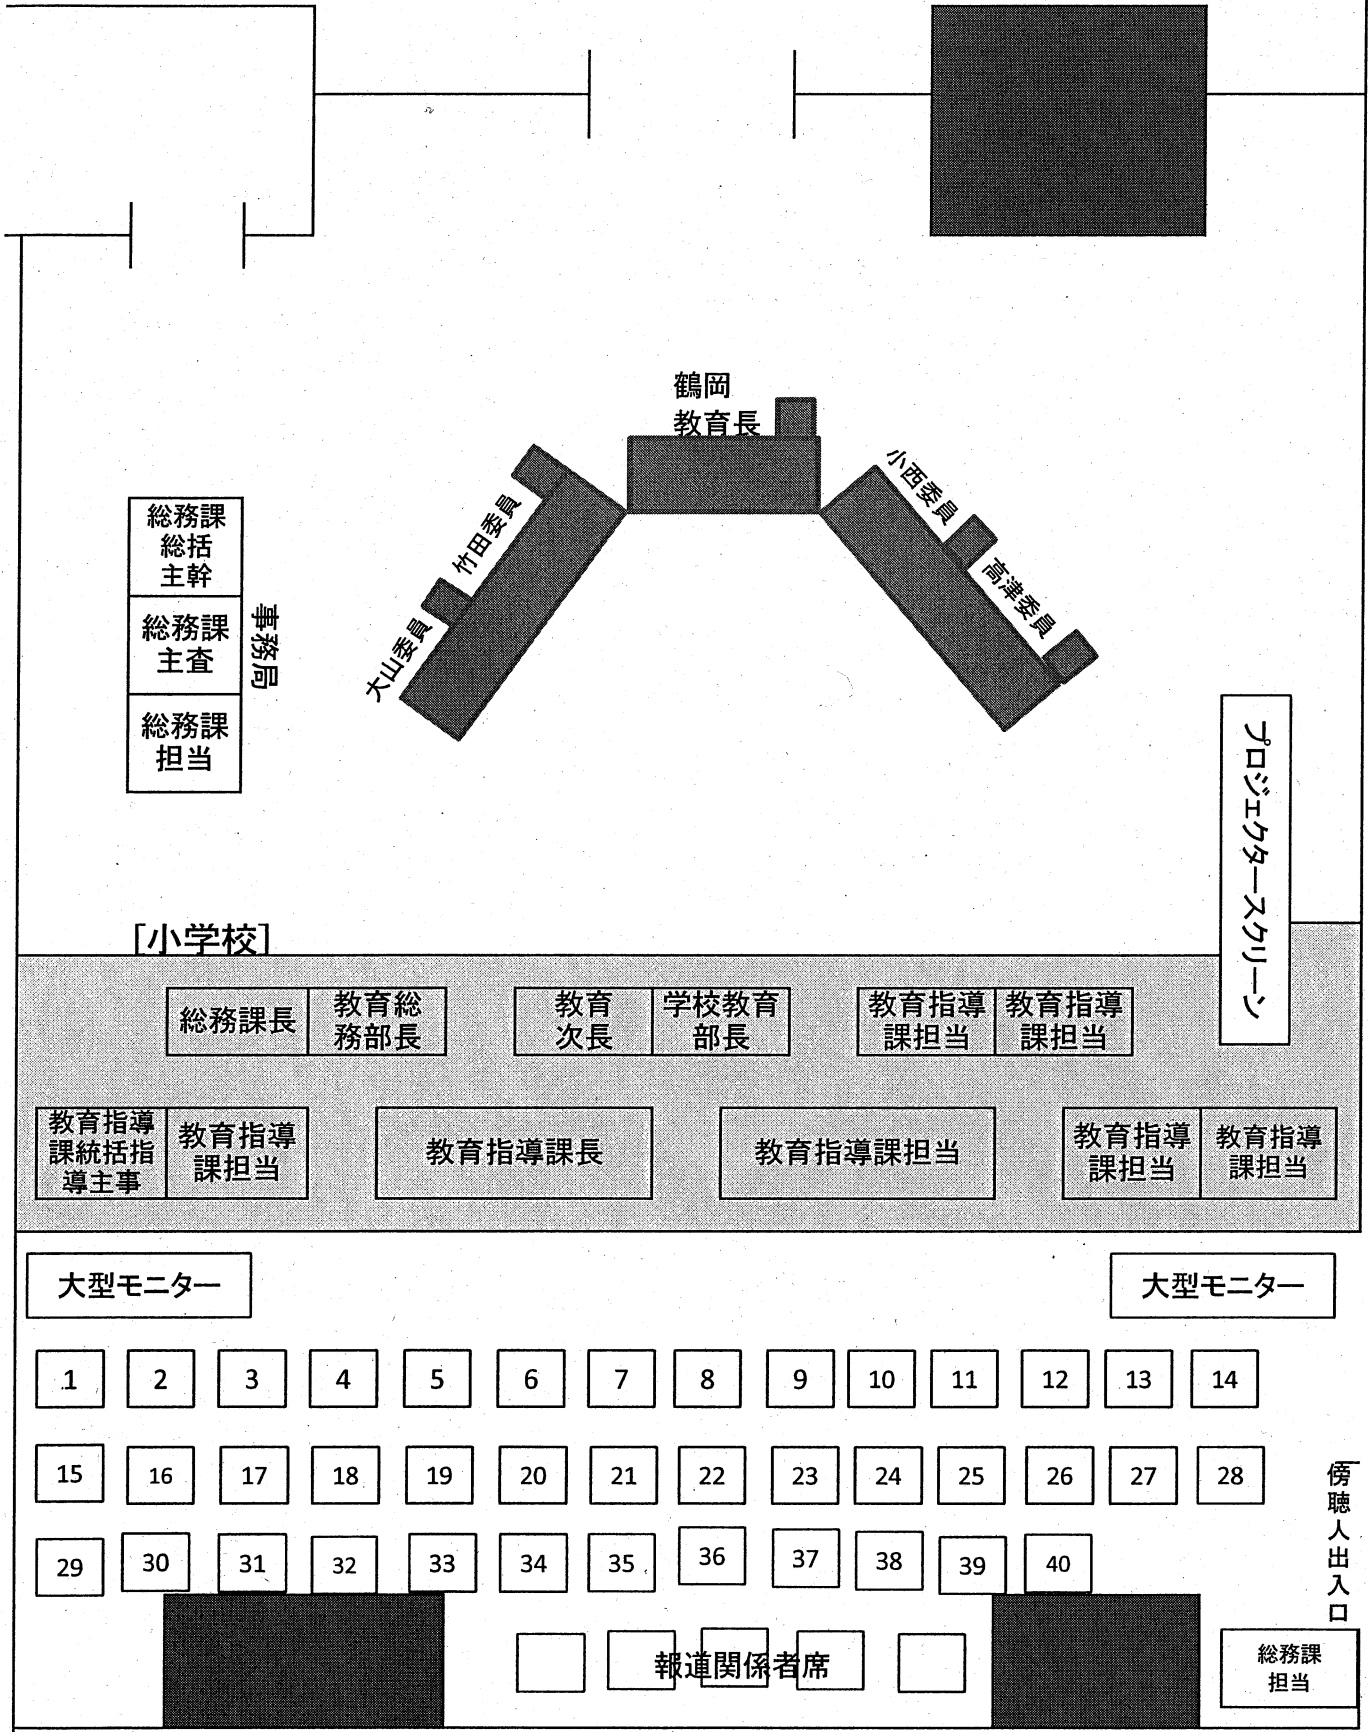 鶴岡
教育長
竹田委員
大山委員
小西委員
高津委員
総務課
総括
主幹
総務課
主査
総務課
担当
事務局
プロジェクタースクリーン
[小学校]
総務課長
教育総
務部長
教育
次長
学校教育
部長
教育指導
課担当
教育指導
課担当
教育指導
課統括指
導主事
教育指導
課担当
教育指導課長
教育指導課担当
教育指導
課担当
教育指導
課担当
大型モニター
大型モニター
1 2 3 4 5 6 7 8 9 10 11 12 13 14
15 16 17 18 19 20 21 22 23 24 25 26 27 28
29 30 31 32 33 34 35 36 37 38 39 40
傍聴人出入口
報道関係者席
総務課
担当